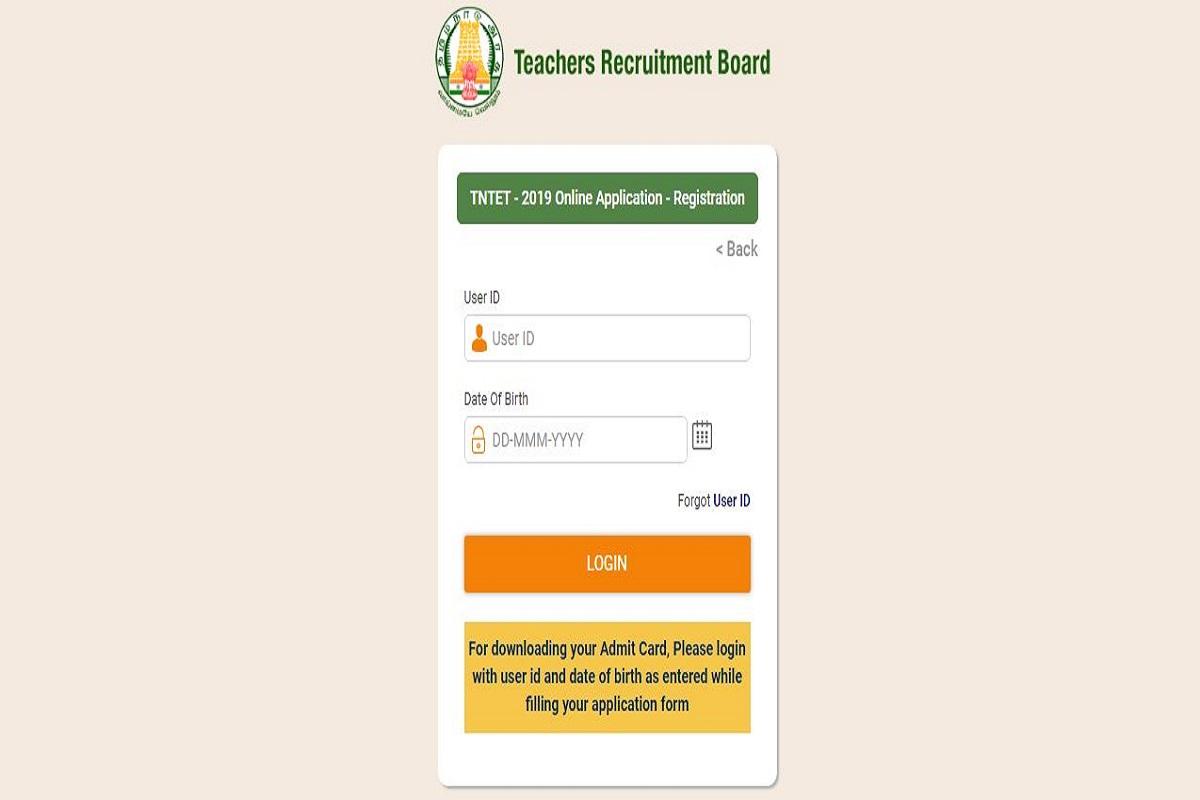 Teachers Recruitment Board
TNTET - 2019 Online Application - Registration
< Back
User ID
User ID
Date Of Birth
DD-MMM-YYYY
Forgot User ID
LOGIN
For downloading your Admit Card, Please login
with user id and date of birth as entered while
filling your application form